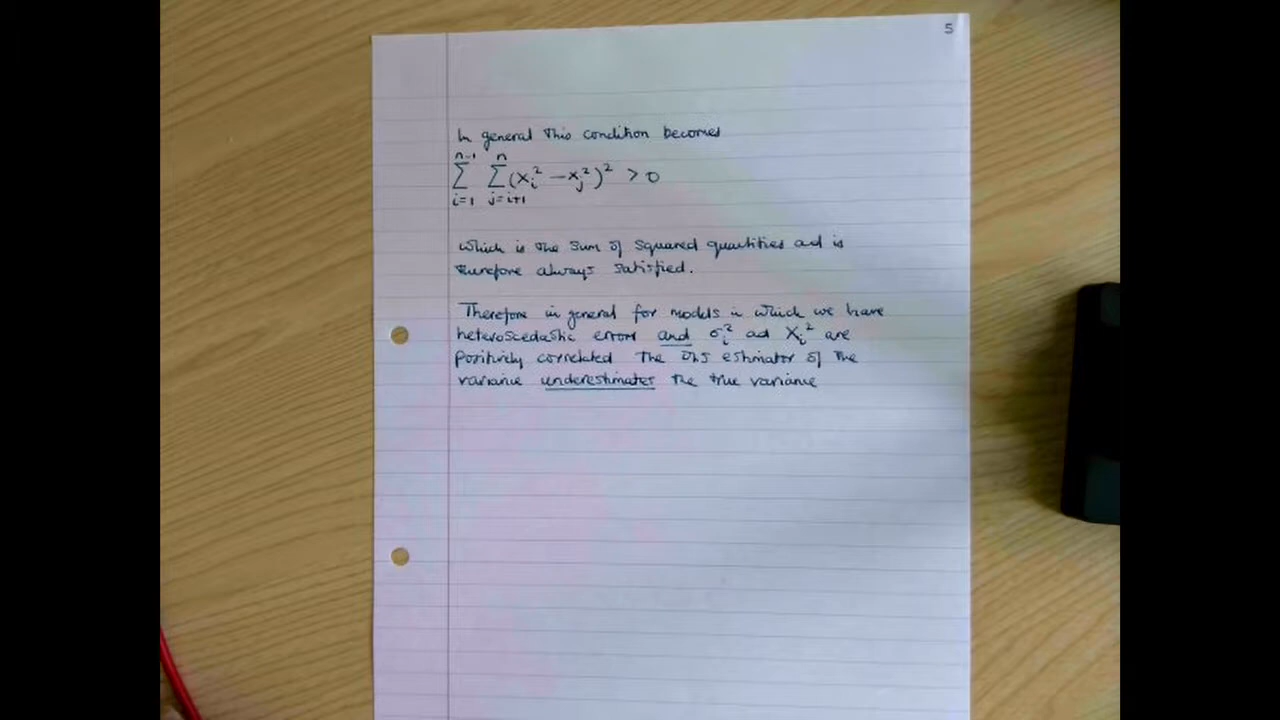 5
In general this condition becomes
n-1 n
∑ ∑ (Xᵢ² - Xⱼ²)² > 0
i=1 j=i+1
which is the sum of squared quantities and is
therefore always satisfied.
Therefore in general for models in which we have
heteroscedastic errors and σᵢ² and Xᵢ² are
positively correlated the OLS estimator of the
variance underestimates the true variance